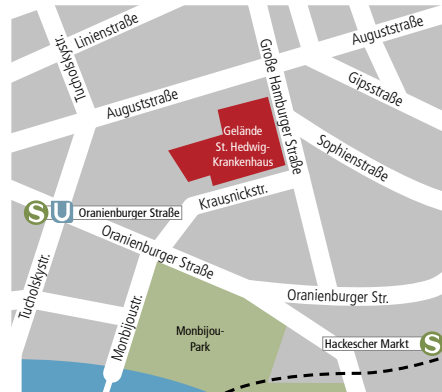 Linienstraße
Tucholskystr.
Auguststraße
Große Hamburger Straße
Auguststraße
Gipsstraße
Gelände
St. Hedwig-
Krankenhaus
Sophienstraße
Krausnickstr.
S U Oranienburger Straße
Oranienburger Straße
Tucholskystr.
Monbijoustr.
Oranienburger Str.
Monbijou-
Park
Hackescher Markt S